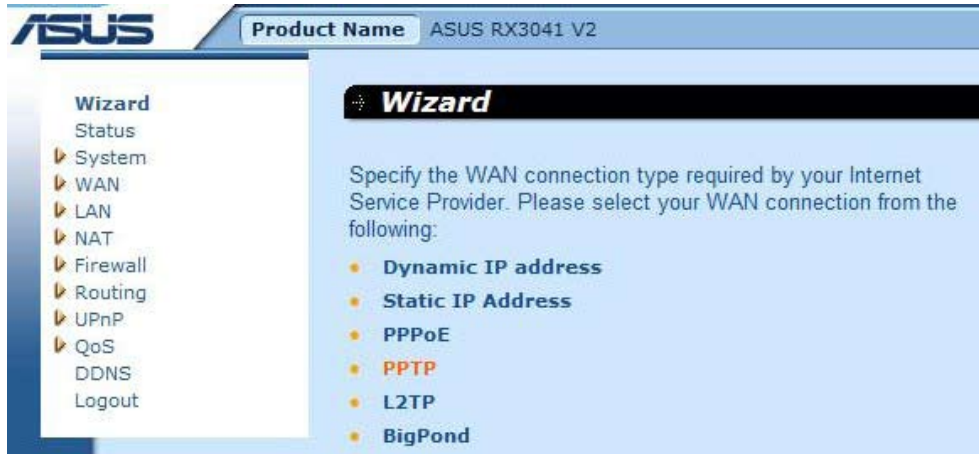 ASUS
Product Name ASUS RX3041 V2
Wizard
Status
System
WAN
LAN
NAT
Firewall
Routing
UPnP
QoS
DDNS
Logout
Wizard
Specify the WAN connection type required by your Internet
Service Provider. Please select your WAN connection from the
following:
Dynamic IP address
Static IP Address
PPPoE
PPTP
L2TP
BigPond